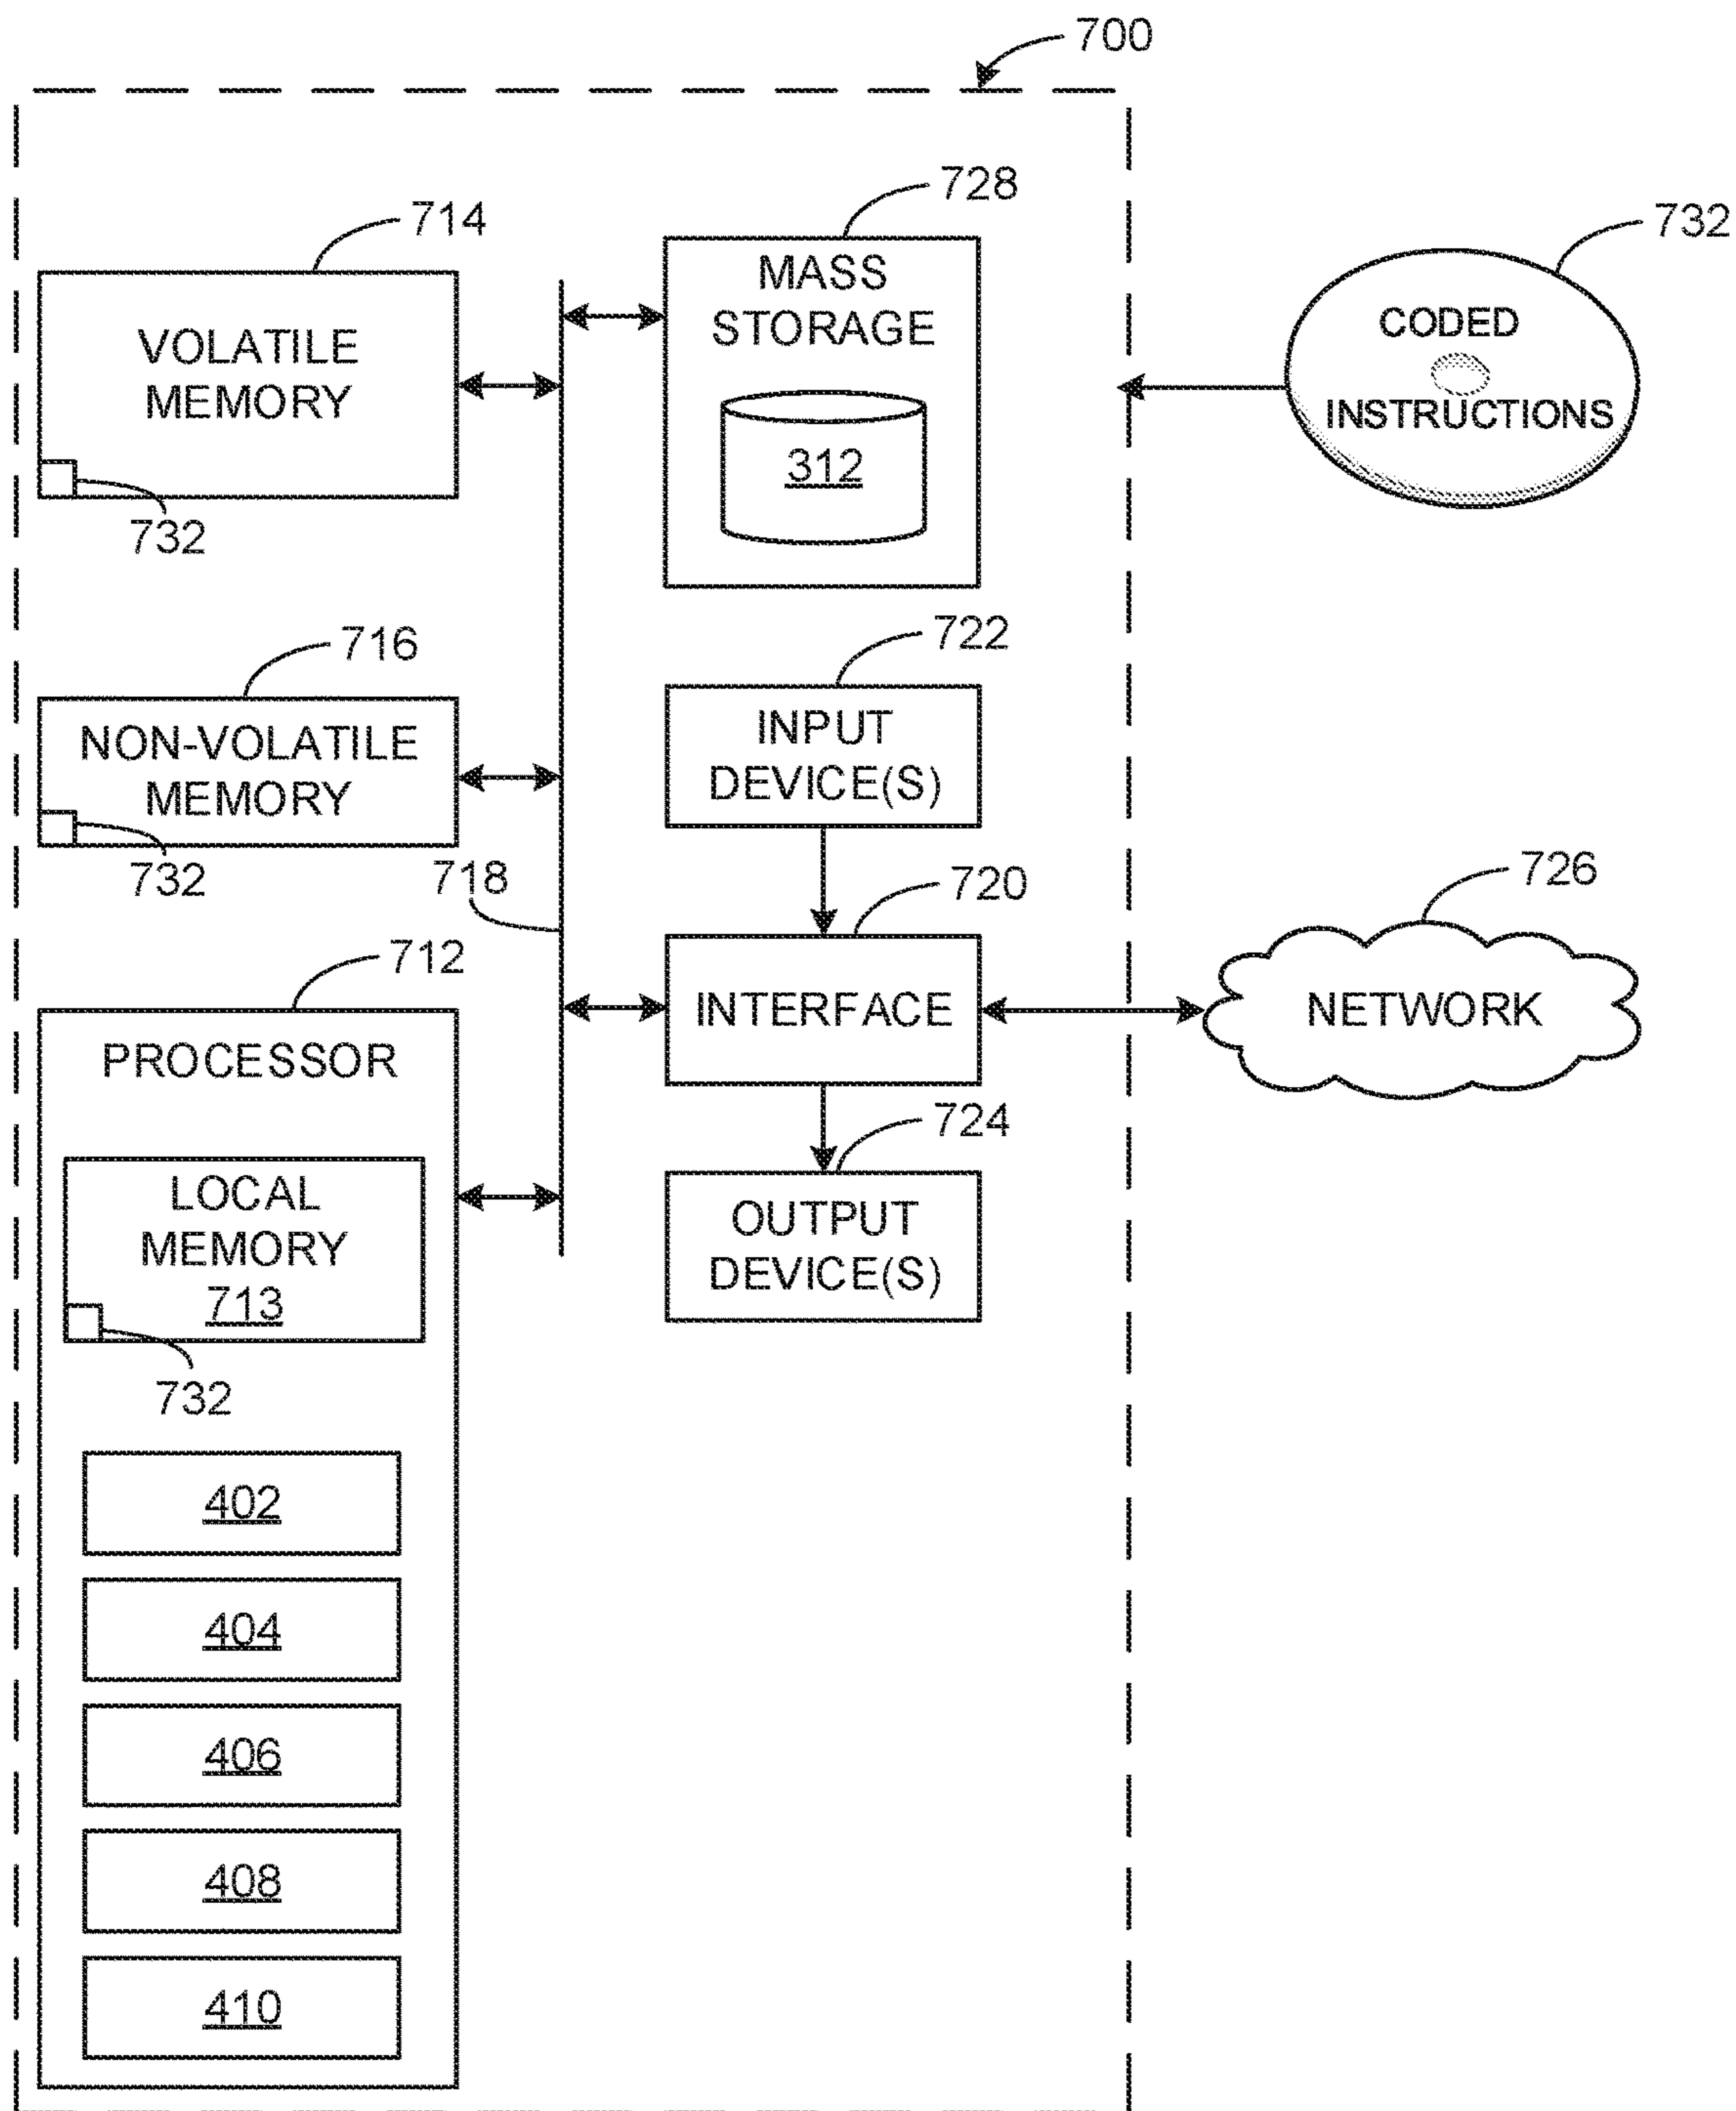 700
714
VOLATILE
MEMORY
732
728
MASS
STORAGE
312
732
CODED
INSTRUCTIONS
716
NON-VOLATILE
MEMORY
732
718
722
INPUT
DEVICE(S)
720
INTERFACE
726
NETWORK
724
OUTPUT
DEVICE(S)
712
PROCESSOR
LOCAL
MEMORY
713
732
402
404
406
408
410